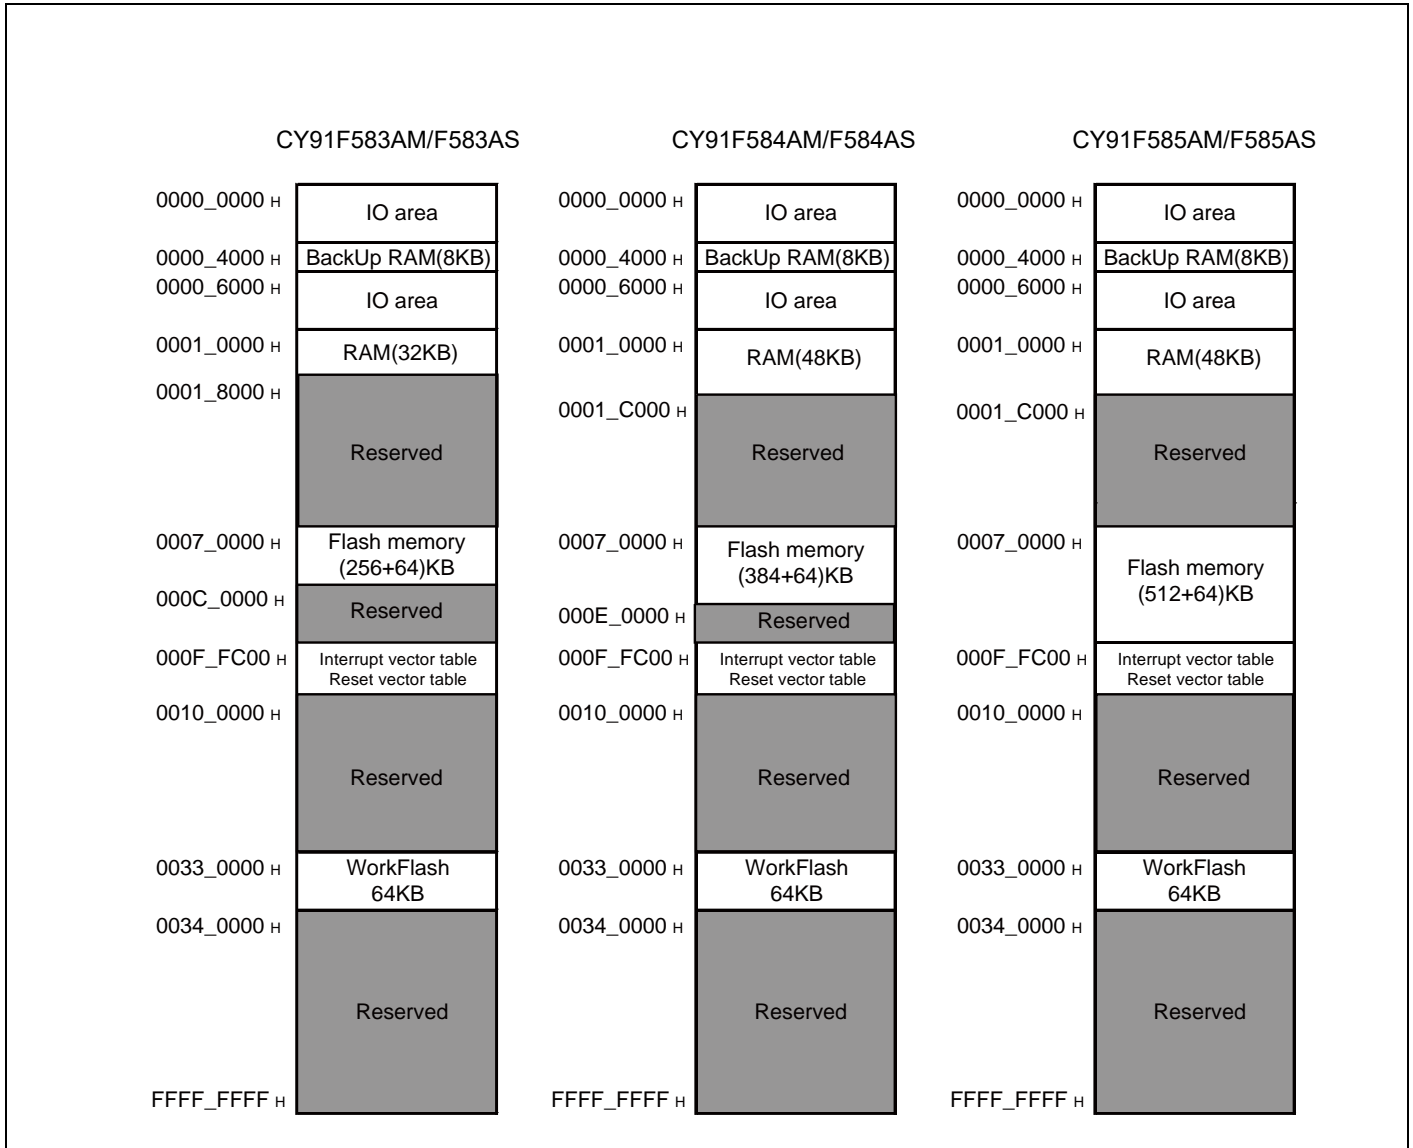 CY91F583AM/F583AS
0000_0000 H
IO area
0000_4000 H
BackUp RAM(8KB)
0000_6000 H
IO area
0001_0000 H
RAM(32KB)
0001_8000 H
Reserved
0007_0000 H
Flash memory
(256+64)KB
000C_0000 H
Reserved
000F_FC00 H
Interrupt vector table
Reset vector table
0010_0000 H
Reserved
0033_0000 H
WorkFlash
64KB
0034_0000 H
Reserved
FFFF_FFFF H
CY91F584AM/F584AS
0000_0000 H
IO area
0000_4000 H
BackUp RAM(8KB)
0000_6000 H
IO area
0001_0000 H
RAM(48KB)
0001_C000 H
Reserved
0007_0000 H
Flash memory
(384+64)KB
000E_0000 H
Reserved
000F_FC00 H
Interrupt vector table
Reset vector table
0010_0000 H
Reserved
0033_0000 H
WorkFlash
64KB
0034_0000 H
Reserved
FFFF_FFFF H
CY91F585AM/F585AS
0000_0000 H
IO area
0000_4000 H
BackUp RAM(8KB)
0000_6000 H
IO area
0001_0000 H
RAM(48KB)
0001_C000 H
Reserved
0007_0000 H
Flash memory
(512+64)KB
000F_FC00 H
Interrupt vector table
Reset vector table
0010_0000 H
Reserved
0033_0000 H
WorkFlash
64KB
0034_0000 H
Reserved
FFFF_FFFF H